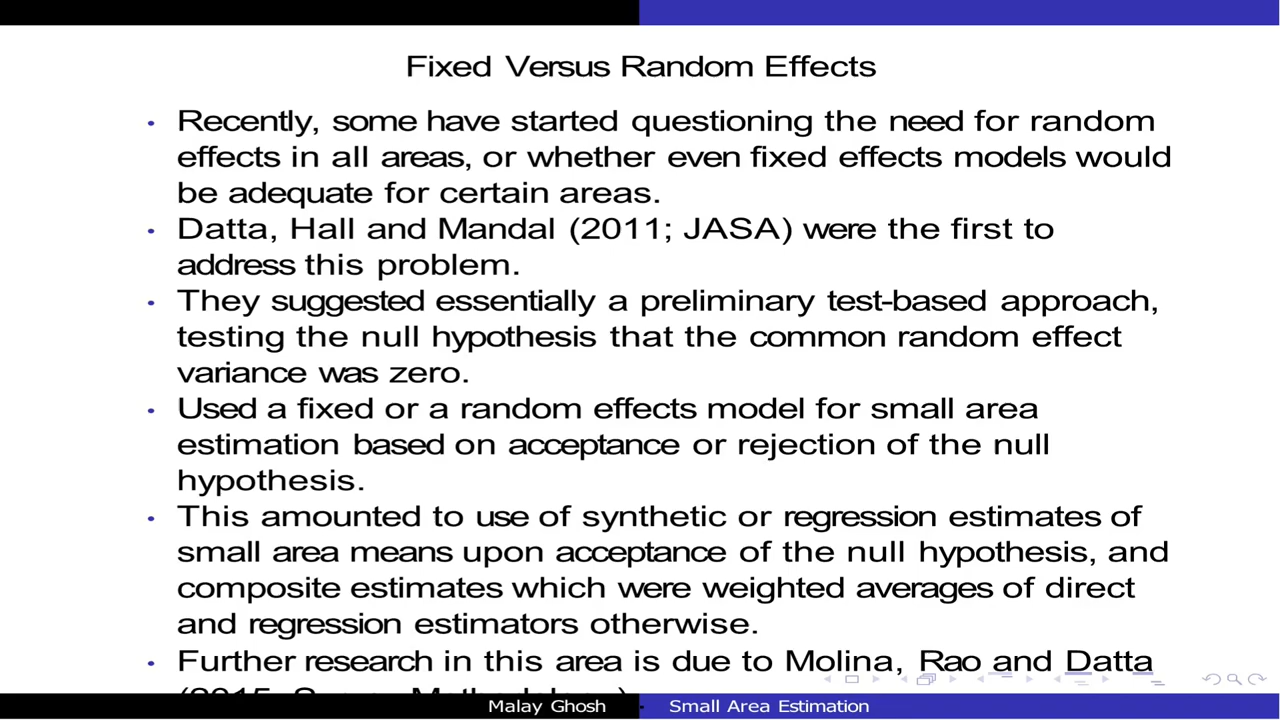 Fixed Versus Random Effects
• Recently, some have started questioning the need for random
effects in all areas, or whether even fixed effects models would
be adequate for certain areas.
• Datta, Hall and Mandal (2011; JASA) were the first to
address this problem.
• They suggested essentially a preliminary test-based approach,
testing the null hypothesis that the common random effect
variance was zero.
• Used a fixed or a random effects model for small area
estimation based on acceptance or rejection of the null
hypothesis.
• This amounted to use of synthetic or regression estimates of
small area means upon acceptance of the null hypothesis, and
composite estimates which were weighted averages of direct
and regression estimators otherwise.
• Further research in this area is due to Molina, Rao and Datta
Malay Ghosh
Small Area Estimation